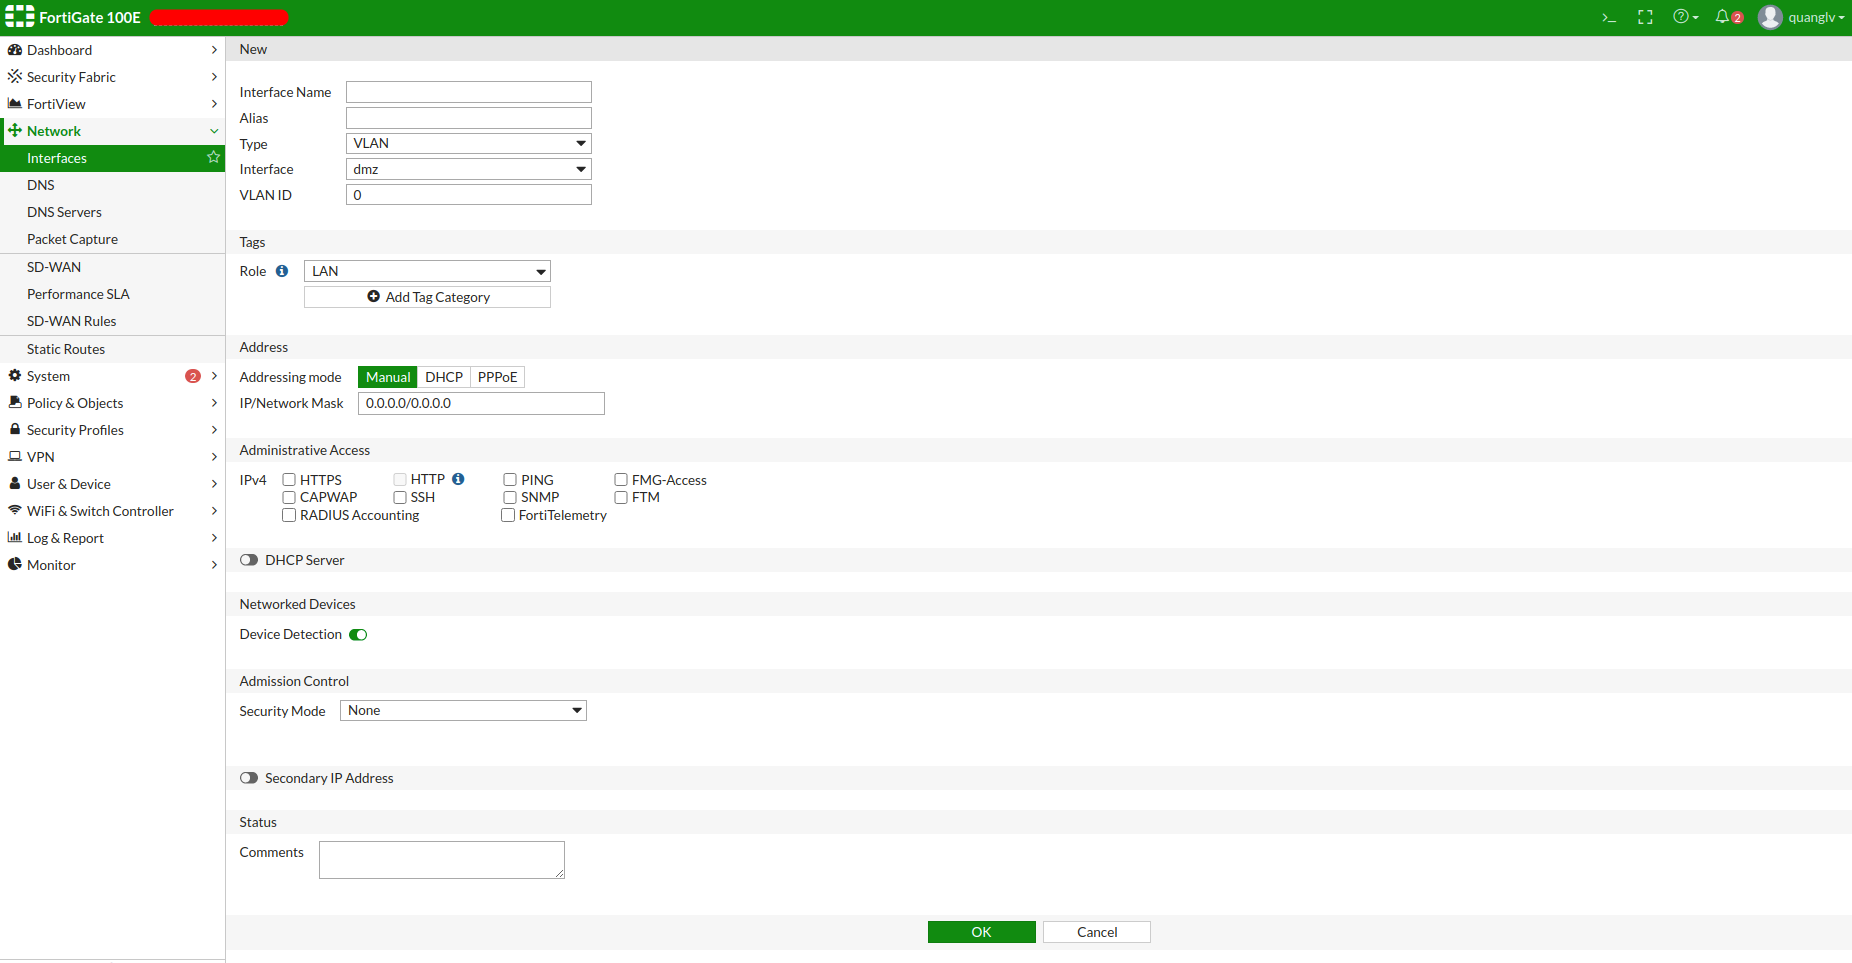 FortiGate 100E
>_
2
quanglv
Dashboard
Security Fabric
FortiView
Network
Interfaces
DNS
DNS Servers
Packet Capture
SD-WAN
Performance SLA
SD-WAN Rules
Static Routes
System 2
Policy & Objects
Security Profiles
VPN
User & Device
WiFi & Switch Controller
Log & Report
Monitor
New
Interface Name
Alias
Type VLAN
Interface dmz
VLAN ID 0
Tags
Role LAN
Add Tag Category
Address
Addressing mode Manual DHCP PPPoE
IP/Network Mask 0.0.0.0/0.0.0.0
Administrative Access
IPv4 HTTPS HTTP PING FMG-Access
CAPWAP SSH SNMP FTM
RADIUS Accounting FortiTelemetry
DHCP Server
Networked Devices
Device Detection
Admission Control
Security Mode None
Secondary IP Address
Status
Comments
OK Cancel